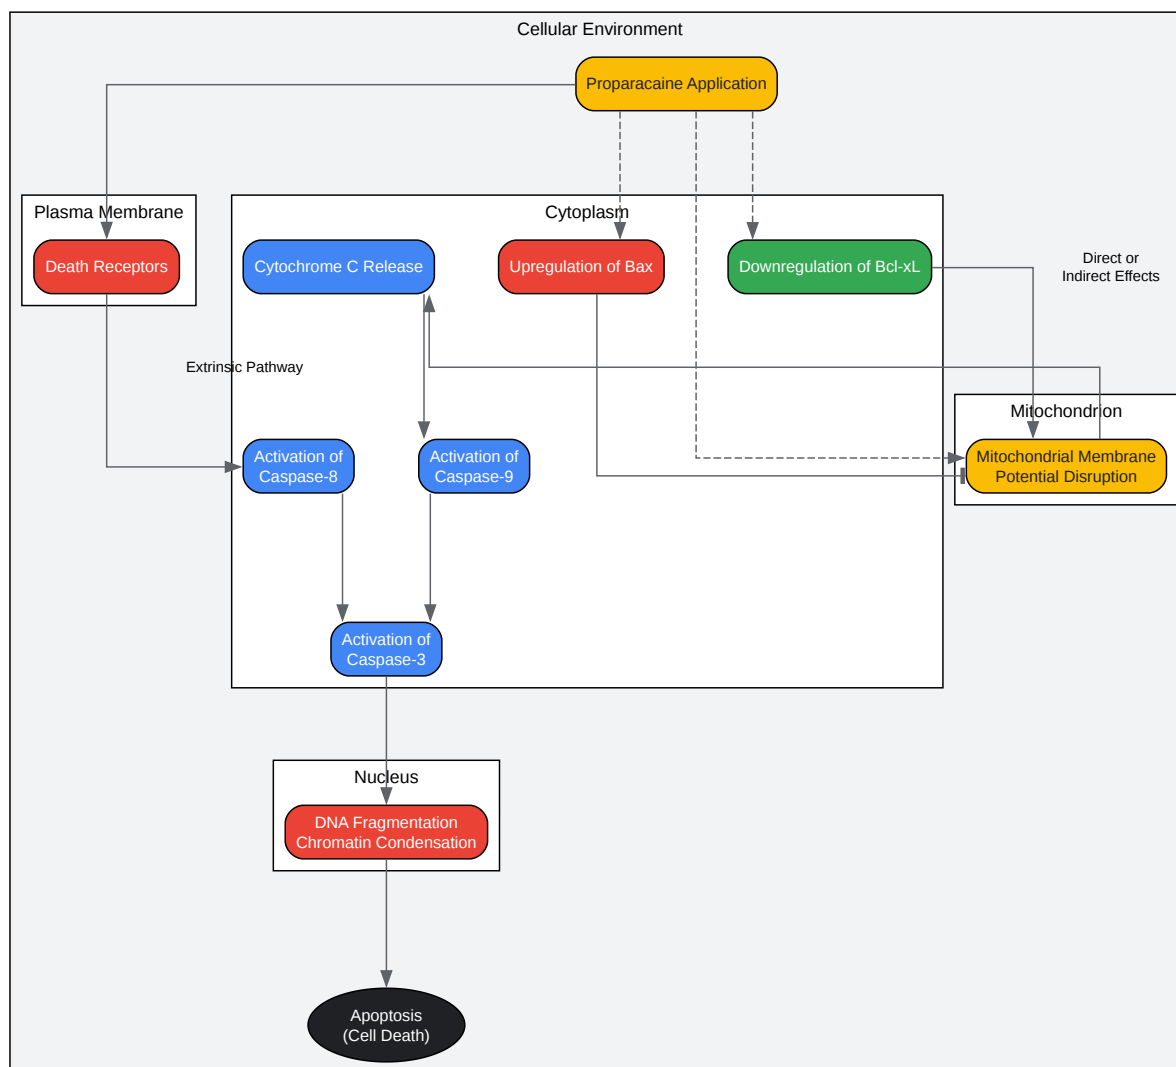 Cellular Environment
Proparacaine Application
Plasma Membrane
Cytoplasm
Death Receptors
Cytochrome C Release
Upregulation of Bax
Downregulation of Bcl-xL
Direct or
Indirect Effects
Extrinsic Pathway
Mitochondrion
Activation of
Caspase-8
Activation of
Caspase-9
Mitochondrial Membrane
Potential Disruption
Activation of
Caspase-3
Nucleus
DNA Fragmentation
Chromatin Condensation
Apoptosis
(Cell Death)